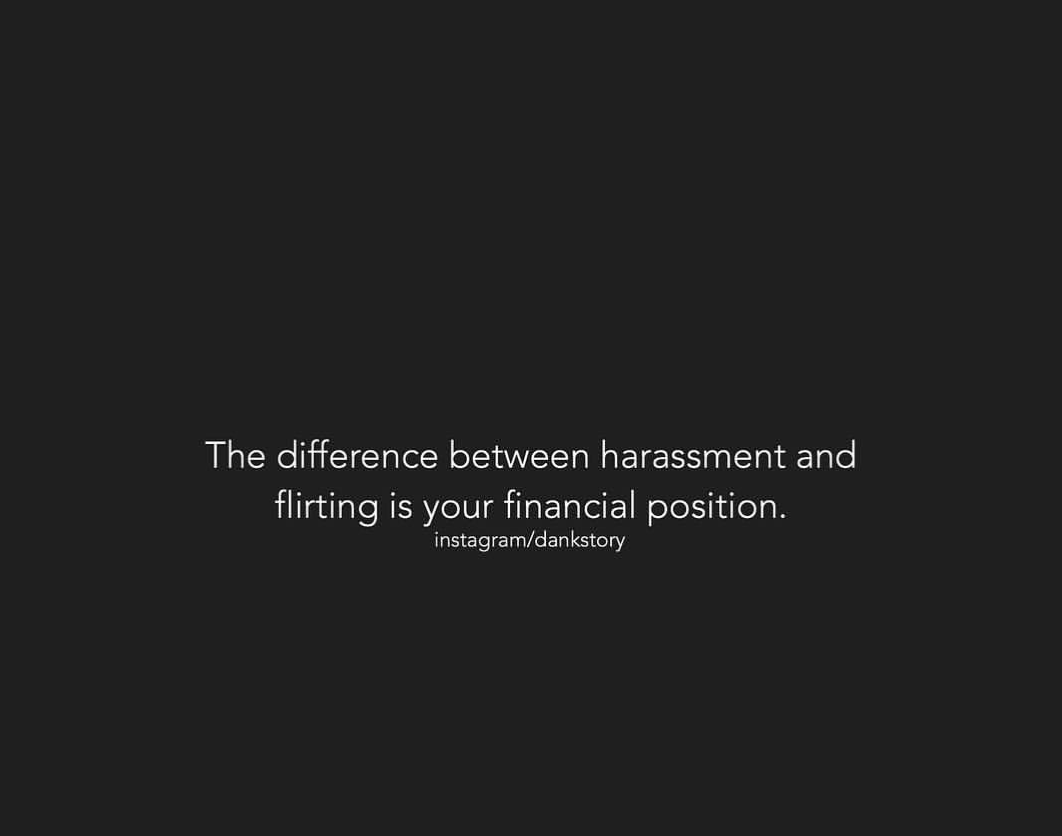 The difference between harassment and
flirting is your financial position.
instagram/dankstory